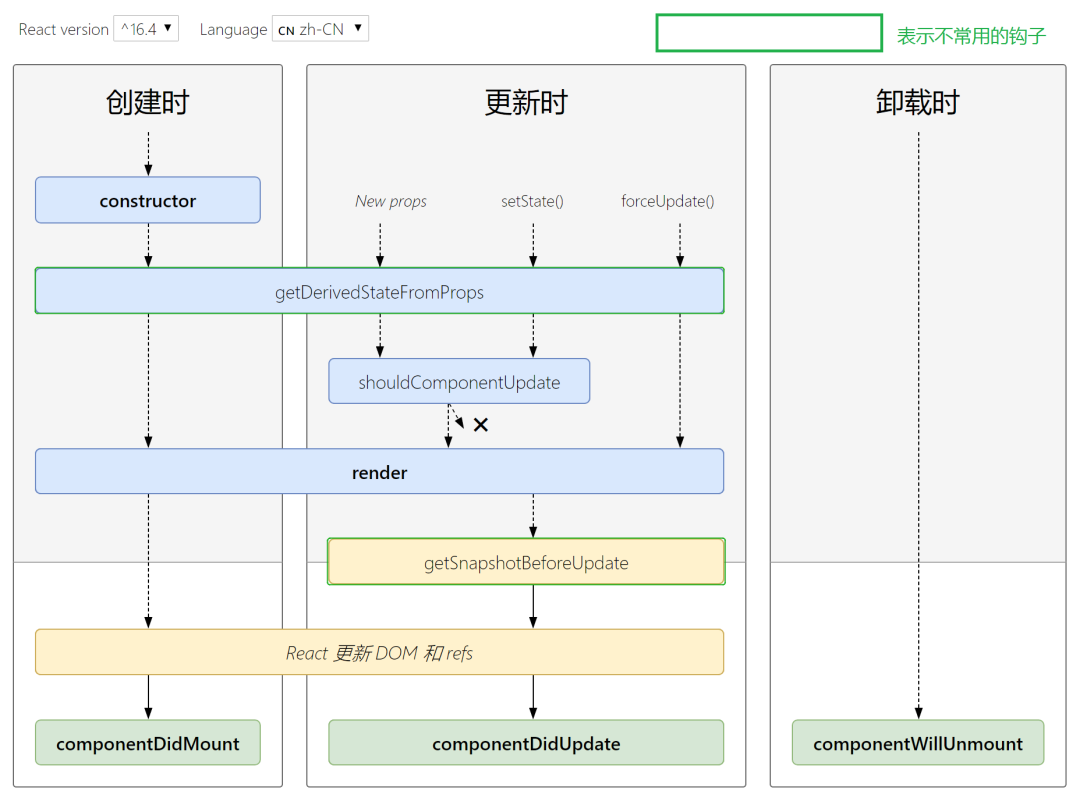 React version ^16.4 ▼ Language CN zh-CN ▼ 表示不常用的钩子
创建时 更新时 卸载时
constructor New props setState() forceUpdate()
getDerivedStateFromProps
shouldComponentUpdate
render
getSnapshotBeforeUpdate
React 更新 DOM 和 refs
componentDidMount componentDidUpdate componentWillUnmount